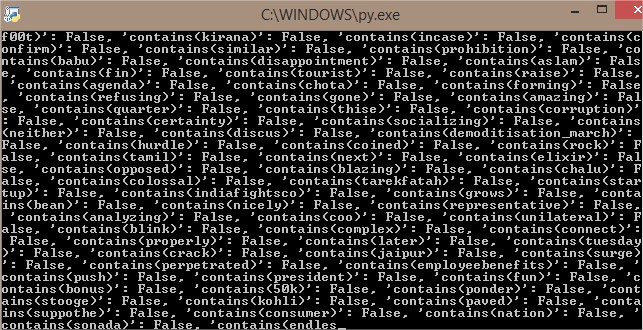 C:\WINDOWS\py.exe
f00t)': False, 'contains(kirana)': False, 'contains(incase)': False, 'contains(c
onfirm)': False, 'contains(similar)': False, 'contains(prohibition)': False, 'co
ntains(babu)': False, 'contains(disappointment)': False, 'contains(aslam)': Fals
e, 'contains(fin)': False, 'contains(tourist)': False, 'contains(raise)': False,
'contains(agenda)': False, 'contains(chota)': False, 'contains(forming)': False
, 'contains(refusing)': False, 'contains(gone)': False, 'contains(amazing)': Fal
se, 'contains(quarter)': False, 'contains(thise)': False, 'contains(corruption)'
: False, 'contains(certainty)': False, 'contains(socializing)': False, 'contains
(neither)': False, 'contains(discus)': False, 'contains(demoditisation_march)':
False, 'contains(hurdle)': False, 'contains(coined)': False, 'contains(rock)': F
alse, 'contains(tamil)': False, 'contains(next)': False, 'contains(elixir)': Fal
se, 'contains(opposed)': False, 'contains(blazing)': False, 'contains(chalu)': F
alse, 'contains(colossal)': False, 'contains(tarekfatah)': False, 'contains(star
tup)': False, 'contains(indiafightsco)': False, 'contains(grows)': False, 'conta
ins(bean)': False, 'contains(nicely)': False, 'contains(representative)': False,
'contains(analyzing)': False, 'contains(coo)': False, 'contains(unilateral)': F
alse, 'contains(blink)': False, 'contains(complex)': False, 'contains(connect)':
False, 'contains(properly)': False, 'contains(later)': False, 'contains(tuesday
)': False, 'contains(crack)': False, 'contains(jaipur)': False, 'contains(surge)
': False, 'contains(perpetrated)': False, 'contains(employeebenefits)': False, '
contains(push)': False, 'contains(president)': False, 'contains(fun)': False, 'c
ontains(bonus)': False, 'contains(50k)': False, 'contains(ponder)': False, 'cont
ains(stooge)': False, 'contains(kohli)': False, 'contains(paved)': False, 'conta
ins(suppothe)': False, 'contains(consumer)': False, 'contains(nation)': False, '
contains(sonada)': False, 'contains(endles